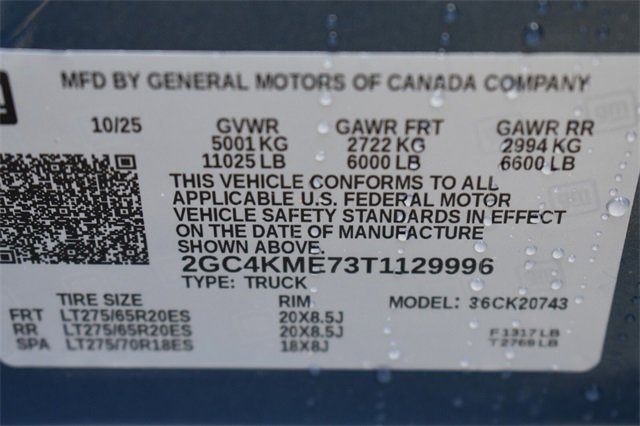 MFD BY GENERAL MOTORS OF CANADA COMPANY
10/25 GVWR GAWR FRT GAWR RR
5001 KG 2722 KG 2994 KG
11025 LB 6000 LB 6600 LB
THIS VEHICLE CONFORMS TO ALL
APPLICABLE U.S. FEDERAL MOTOR
VEHICLE SAFETY STANDARDS IN EFFECT
ON THE DATE OF MANUFACTURE
SHOWN ABOVE.
2GC4KME73T1129996
TYPE: TRUCK MODEL: 36CK20743
TIRE SIZE RIM
FRT LT275/65R20ES 20X8.5J
RR LT275/65R20ES 20X8.5J F1317 LB
SPA LT275/70R18ES 18X8J T2769 LB